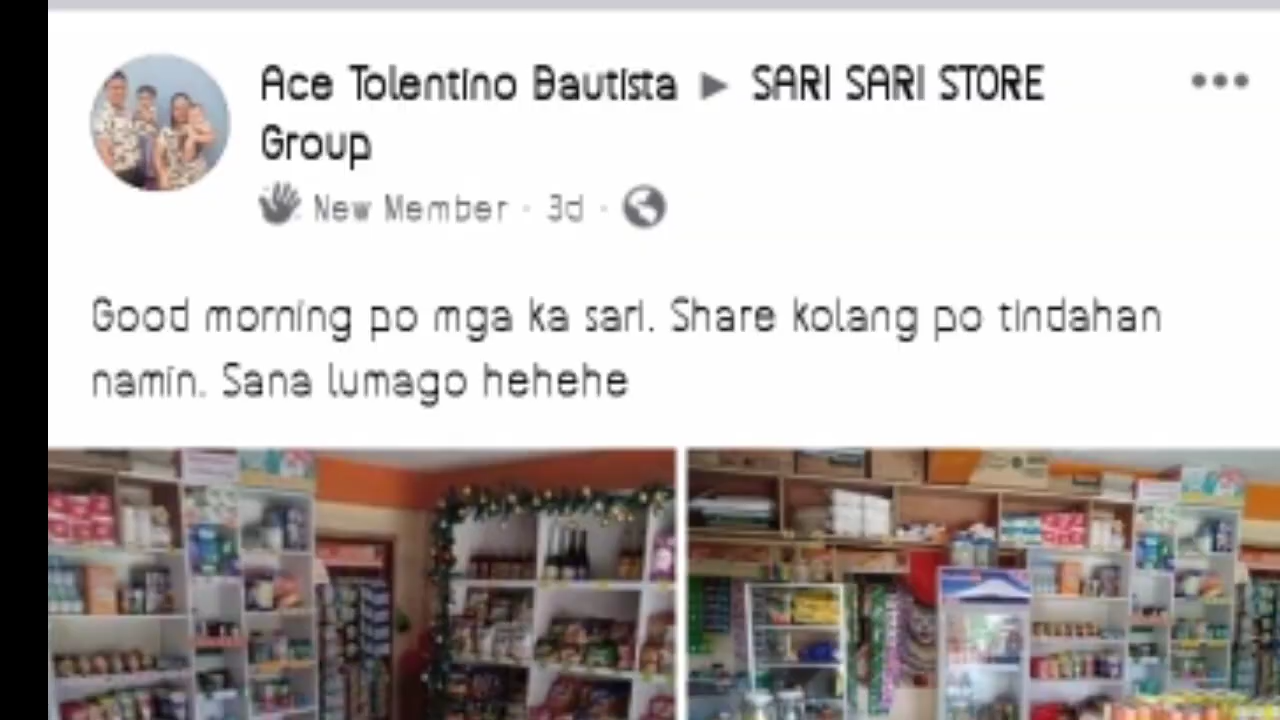 Ace Tolentino Bautista ▶ SARI SARI STORE
Group
New Member · 3d ·
Good morning po mga ka sari. Share kolang po tindahan
namin. Sana lumago hehehe